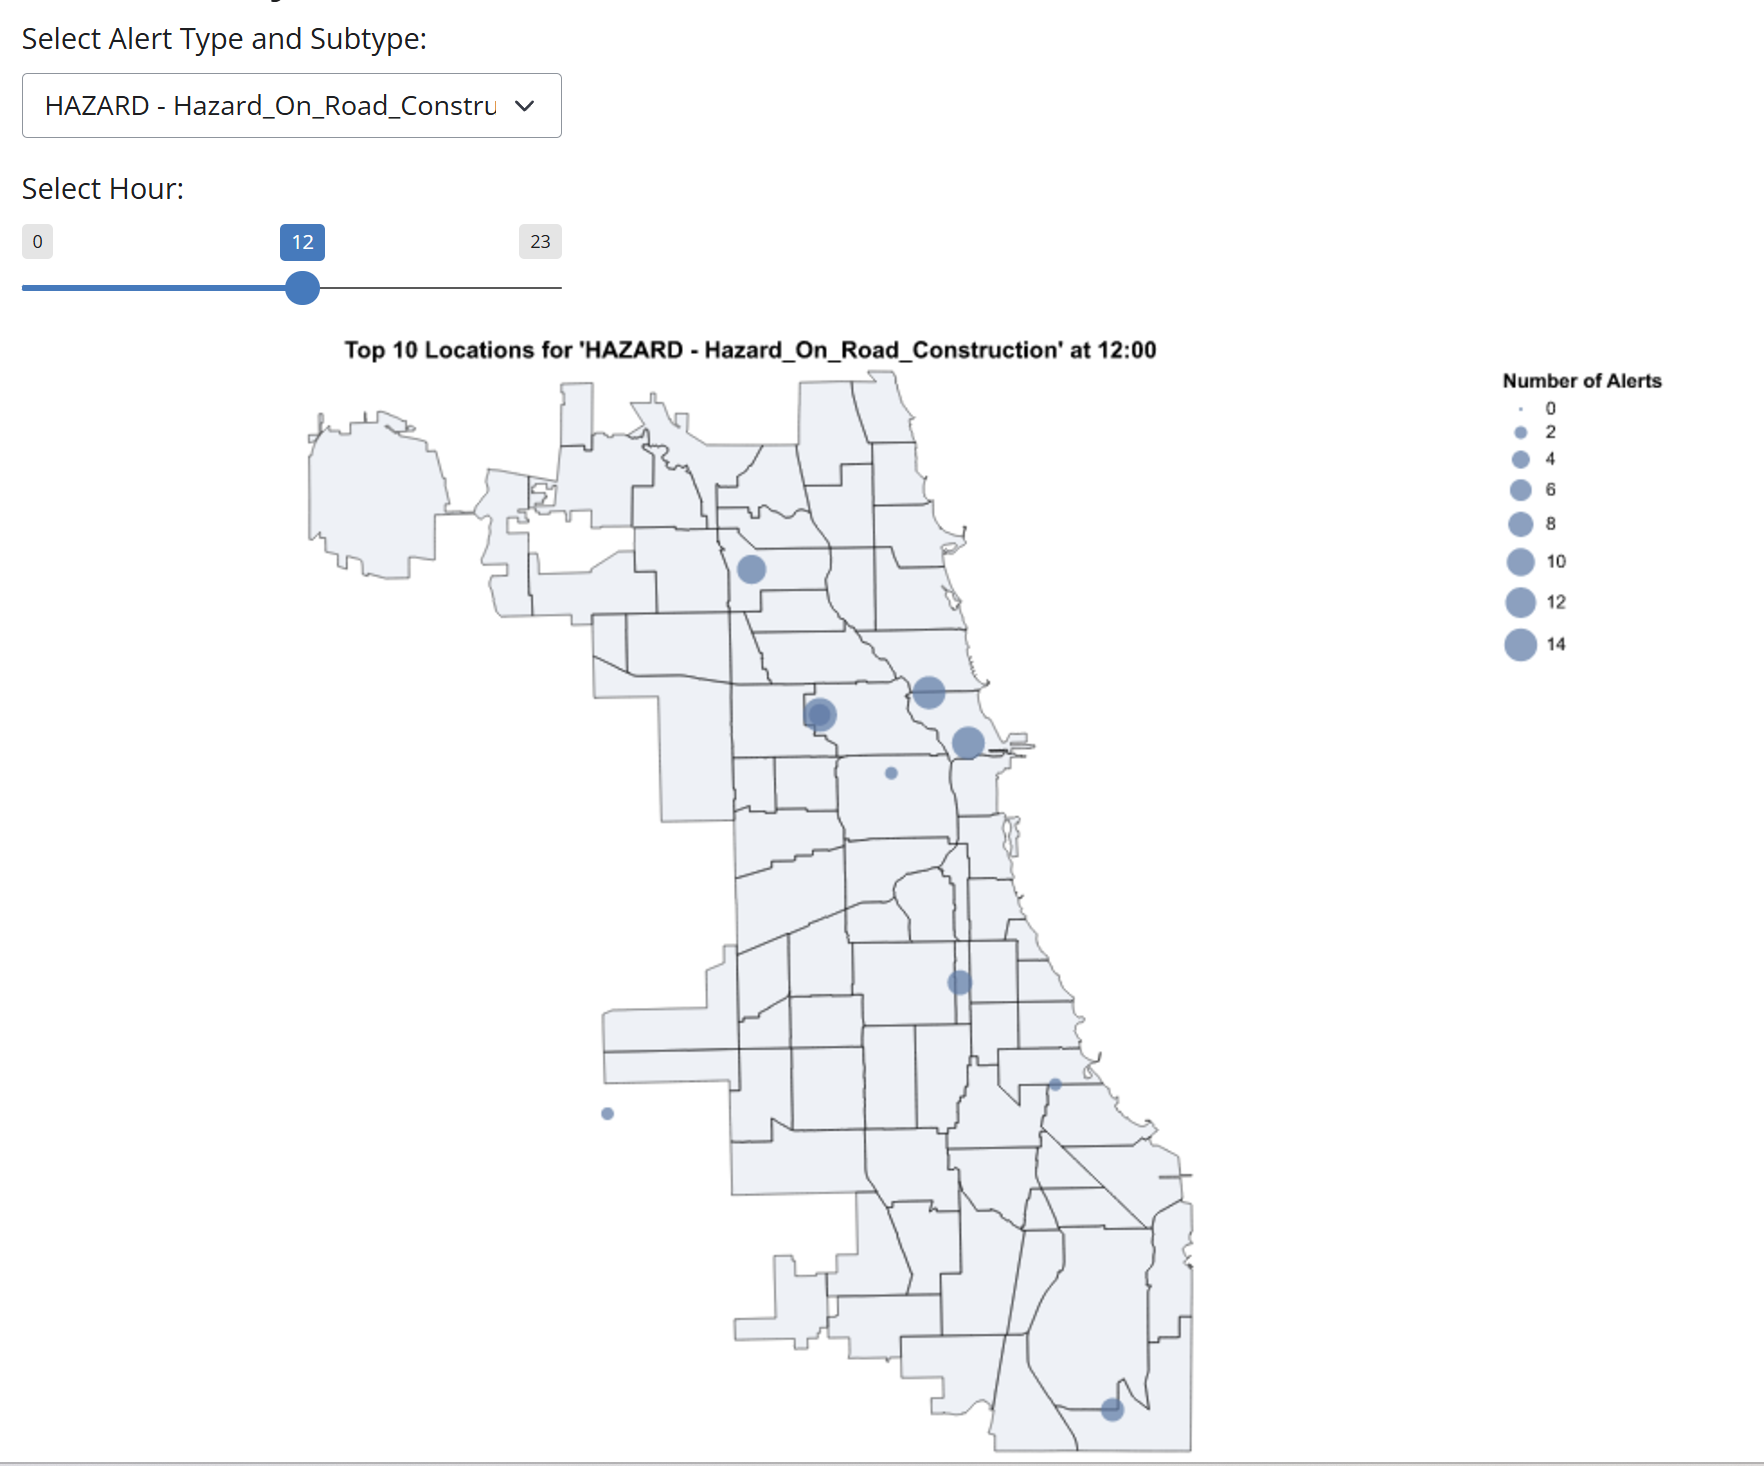 Select Alert Type and Subtype:
HAZARD - Hazard_On_Road_Constru
Select Hour:
0
12
23
Top 10 Locations for 'HAZARD - Hazard_On_Road_Construction' at 12:00
Number of Alerts
0
2
4
6
8
10
12
14